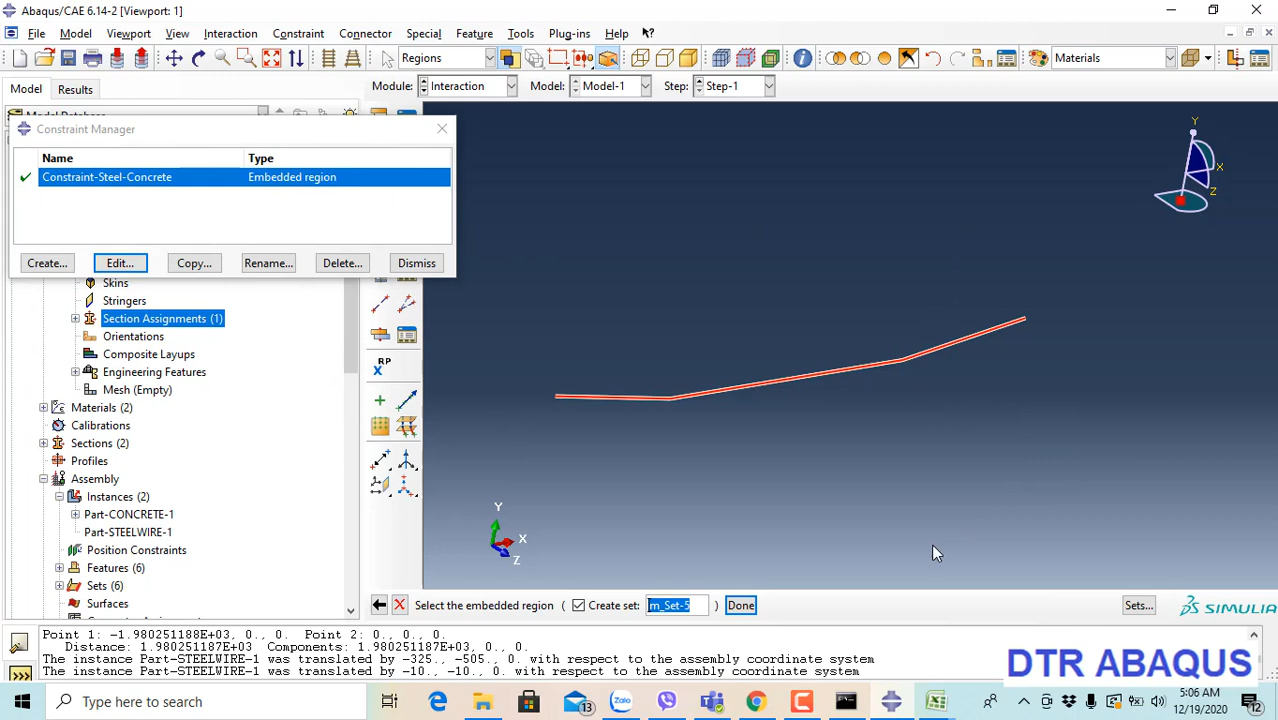 Abaqus/CAE 6.14-2 [Viewport: 1]
File Model Viewport View Interaction Constraint Connector Special Feature Tools Plug-ins Help
Regions
Materials
Model Results
Module: Interaction Model: Model-1 Step: Step-1
Constraint Manager
Name Type
Constraint-Steel-Concrete Embedded region
Create... Edit... Copy... Rename... Delete... Dismiss
Skins
Stringers
Section Assignments (1)
Orientations
Composite Layups
Engineering Features
Mesh (Empty)
Materials (2)
Calibrations
Sections (2)
Profiles
Assembly
Instances (2)
Part-CONCRETE-1
Part-STEELWIRE-1
Position Constraints
Features (6)
Sets (6)
Surfaces
RP
Y
X
Z
Y
X
Z
Select the embedded region ( Create set: m_Set-5 ) Done Sets...
SIMULIA
Point 1: -1.980251188E+03, 0., 0. Point 2: 0., 0., 0.
Distance: 1.980251187E+03 Components: 1.980251187E+03, 0., 0.
The instance Part-STEELWIRE-1 was translated by -325., -505., 0. with respect to the assembly coordinate system
The instance Part-STEELWIRE-1 was translated by -10., -10., 0. with respect to the assembly coordinate system
DTR ABAQUS
Type here to search
13
Zalo
5:06 AM
12/19/2020
12